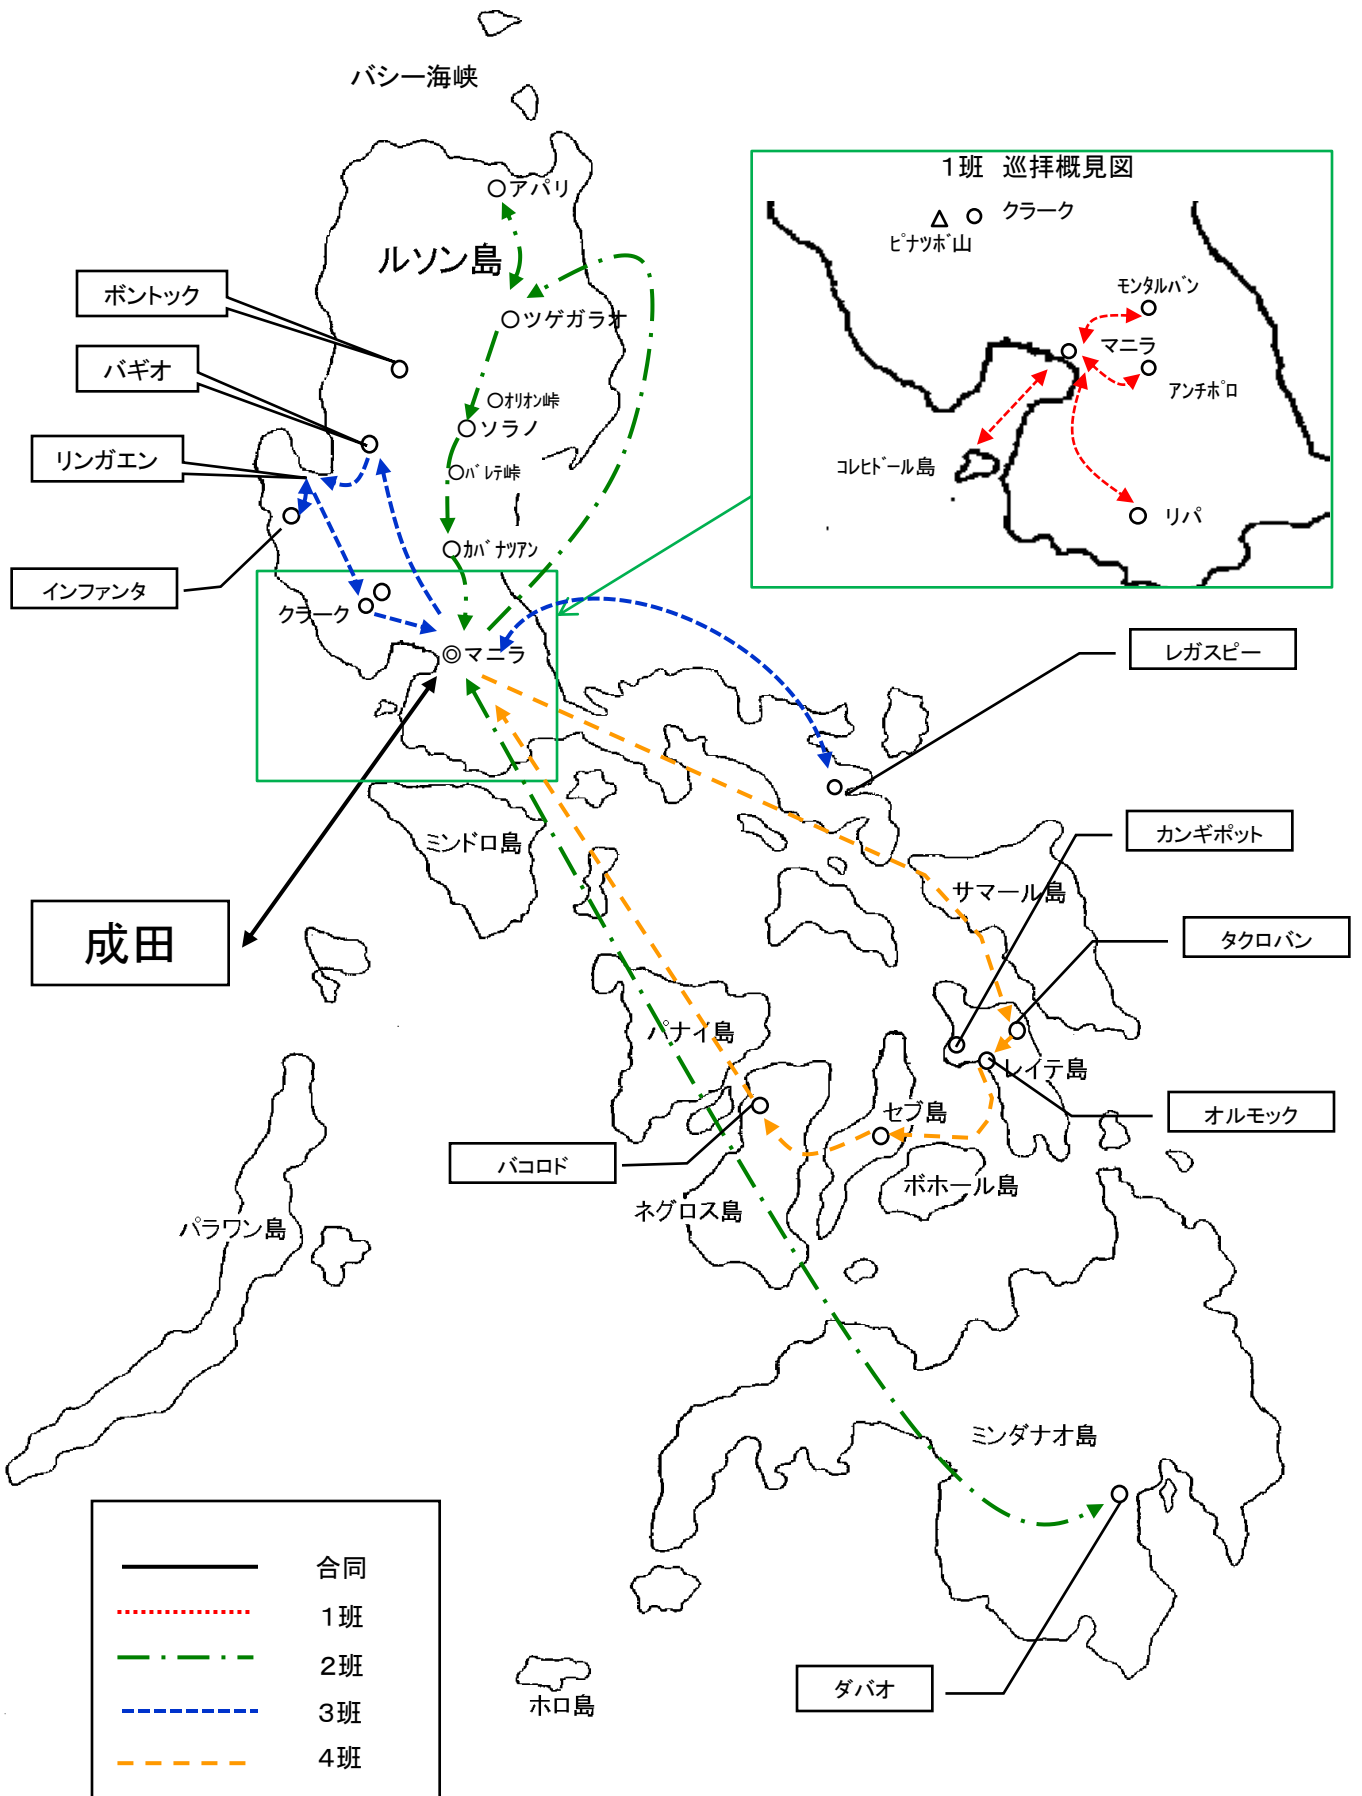 バシー海峡
アパリ
ルソン島
ボントック
ツゲガラオ
バギオ
オリオン峠
ソラノ
リンガエン
バレテ峠
カバナツアン
インファンタ
クラーク
マニラ
1班 巡拝概見図
クラーク
ピナツボ山
モンタルバン
マニラ
アンチポロ
コレヒドール島
リパ
レガスピー
カンギポット
ミンドロ島
サマール島
成田
タクロバン
パナイ島
レイテ島
セブ島
オルモック
バコロド
ボホール島
ネグロス島
パラワン島
ミンダナオ島
合同
1班
2班
3班
4班
ホロ島
ダバオ